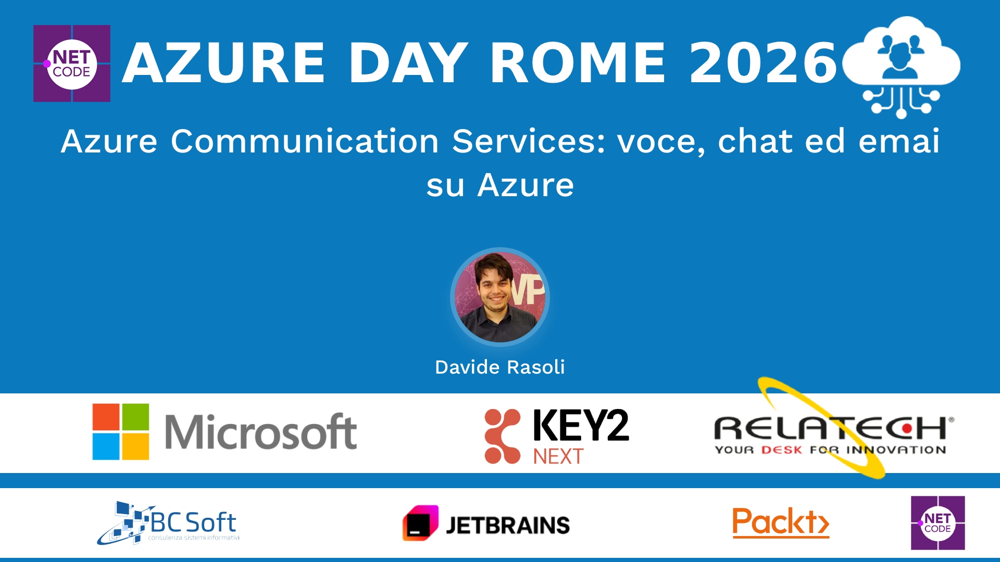 NET
CODE
AZURE DAY ROME 2026
Azure Communication Services: voce, chat ed emai
su Azure
VP
Davide Rasoli
Microsoft
KEY2
NEXT
RELATECH®
YOUR DESK FOR INNOVATION
BC Soft
consulenza sistemi informativi
JETBRAINS
Packt>
NET
CODE